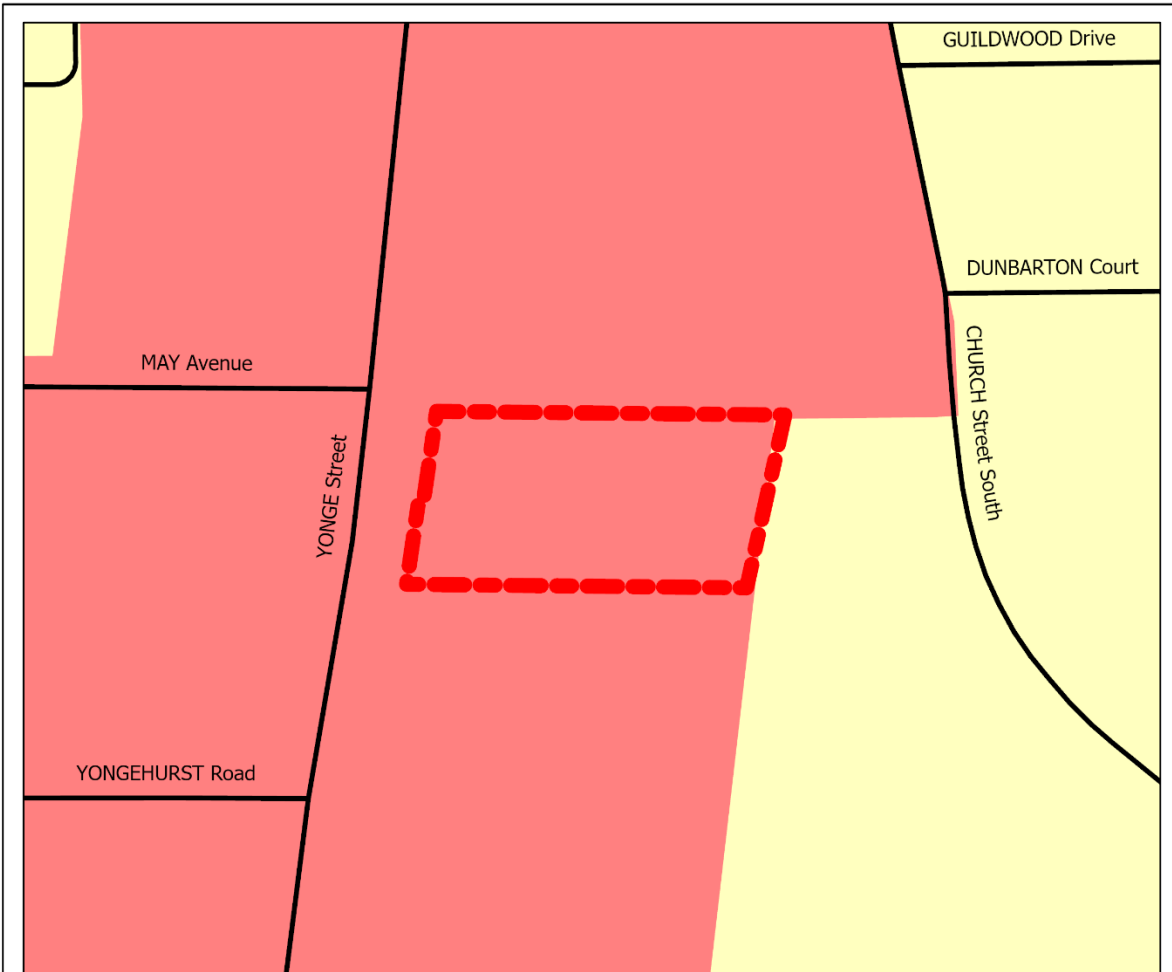 GUILDWOOD Drive
DUNBARTON Court
MAY Avenue
CHURCH Street South
YONGE Street
YONGEHURST Road